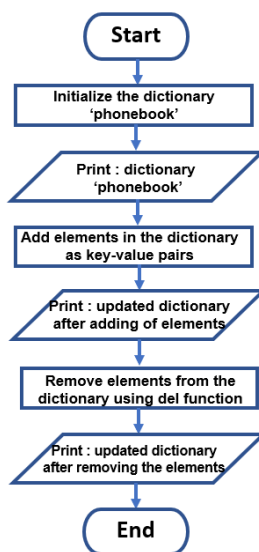 Start
Initialize the dictionary
‘phonebook’
Print : dictionary
‘phonebook’
Add elements in the dictionary
as key-value pairs
Print : updated dictionary
after adding of elements
Remove elements from the
dictionary using del function
Print : updated dictionary
after removing the elements
End